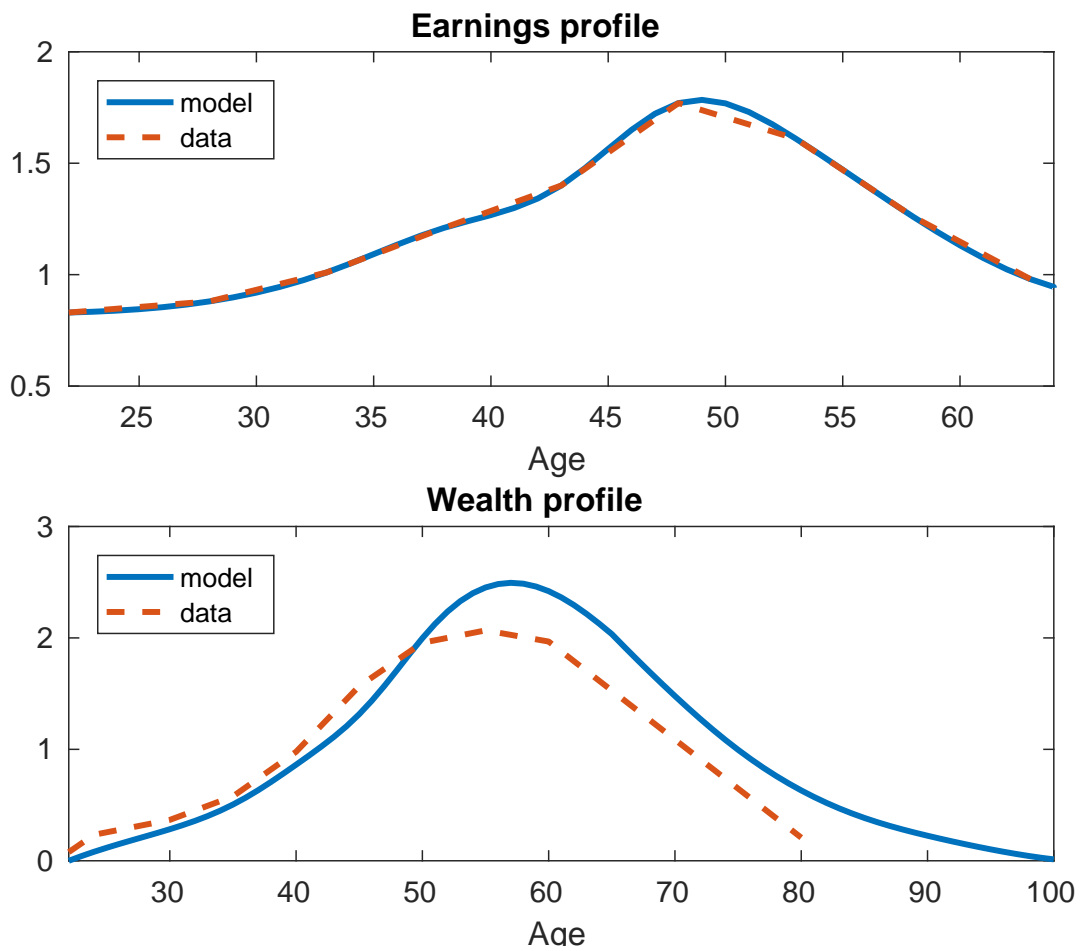 Earnings profile
2
model
data
1.5
1
0.5
25 30 35 40 45 50 55 60
Age
Wealth profile
3
model
data
2
1
0
30 40 50 60 70 80 90 100
Age